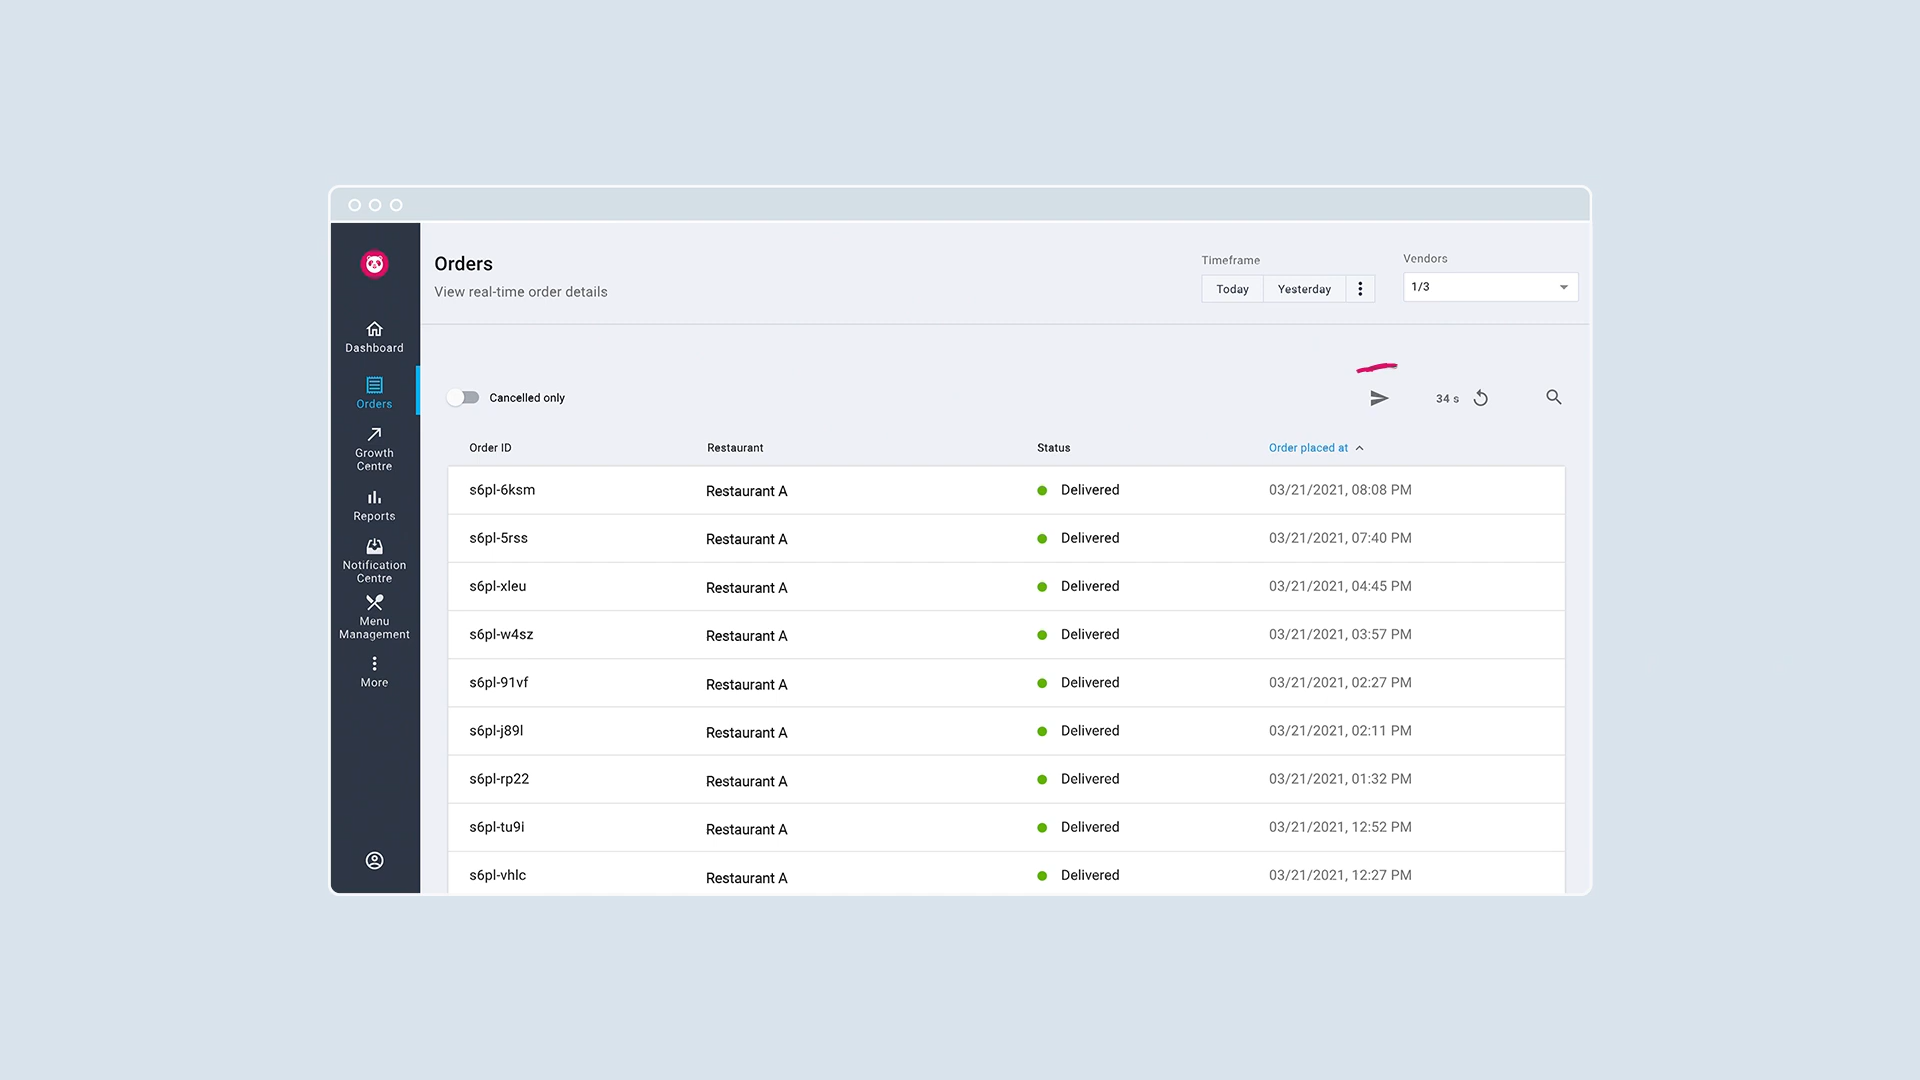 Orders
View real-time order details
Timeframe
Today Yesterday
Vendors
1/3
Dashboard
Orders
Growth
Centre
Reports
Notification
Centre
Menu
Management
More
Cancelled only
34 s
Order ID Restaurant Status Order placed at
s6pl-6ksm Restaurant A Delivered 03/21/2021, 08:08 PM
s6pl-5rss Restaurant A Delivered 03/21/2021, 07:40 PM
s6pl-xleu Restaurant A Delivered 03/21/2021, 04:45 PM
s6pl-w4sz Restaurant A Delivered 03/21/2021, 03:57 PM
s6pl-91vf Restaurant A Delivered 03/21/2021, 02:27 PM
s6pl-j89l Restaurant A Delivered 03/21/2021, 02:11 PM
s6pl-rp22 Restaurant A Delivered 03/21/2021, 01:32 PM
s6pl-tu9i Restaurant A Delivered 03/21/2021, 12:52 PM
s6pl-vhlc Restaurant A Delivered 03/21/2021, 12:27 PM